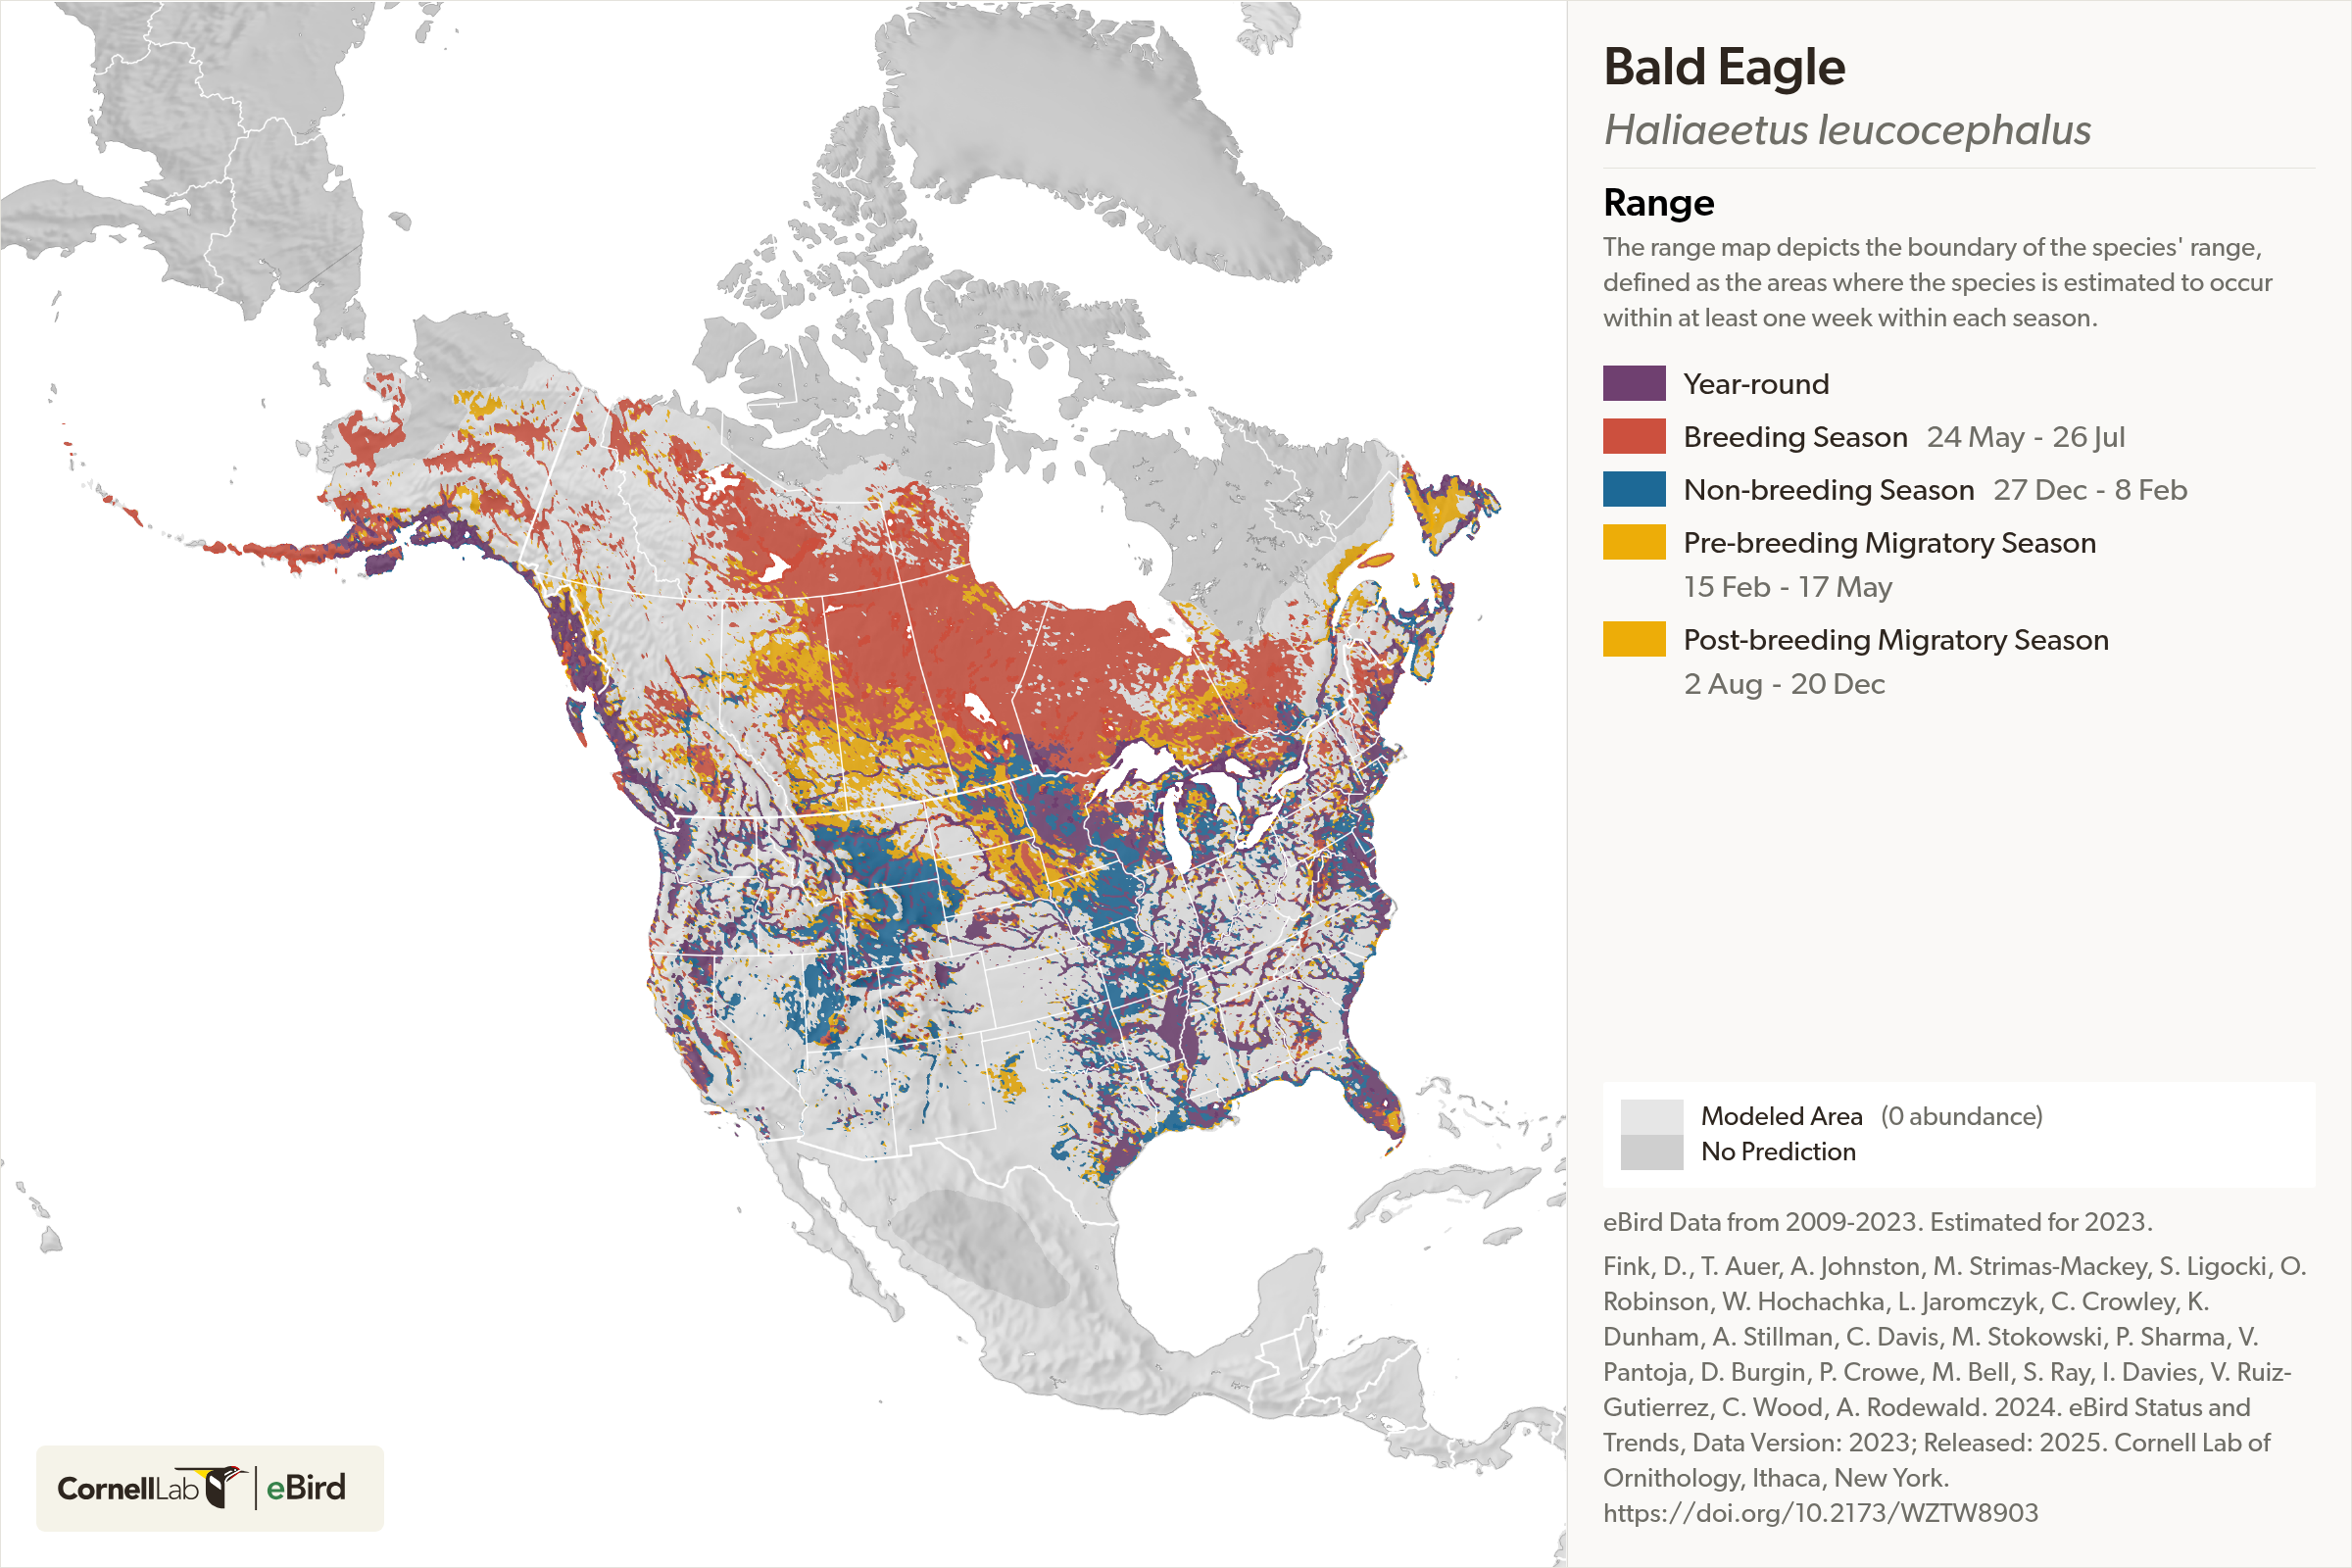 Bald Eagle
Haliaeetus leucocephalus
Range
The range map depicts the boundary of the species' range,
defined as the areas where the species is estimated to occur
within at least one week within each season.
Year-round
Breeding Season 24 May - 26 Jul
Non-breeding Season 27 Dec - 8 Feb
Pre-breeding Migratory Season
15 Feb - 17 May
Post-breeding Migratory Season
2 Aug - 20 Dec
Modeled Area (0 abundance)
No Prediction
eBird Data from 2009-2023. Estimated for 2023.
Fink, D., T. Auer, A. Johnston, M. Strimas-Mackey, S. Ligocki, O.
Robinson, W. Hochachka, L. Jaromczyk, C. Crowley, K.
Dunham, A. Stillman, C. Davis, M. Stokowski, P. Sharma, V.
Pantoja, D. Burgin, P. Crowe, M. Bell, S. Ray, I. Davies, V. Ruiz-
Gutierrez, C. Wood, A. Rodewald. 2024. eBird Status and
Trends, Data Version: 2023; Released: 2025. Cornell Lab of
Ornithology, Ithaca, New York.
https://doi.org/10.2173/WZTW8903
CornellLab eBird